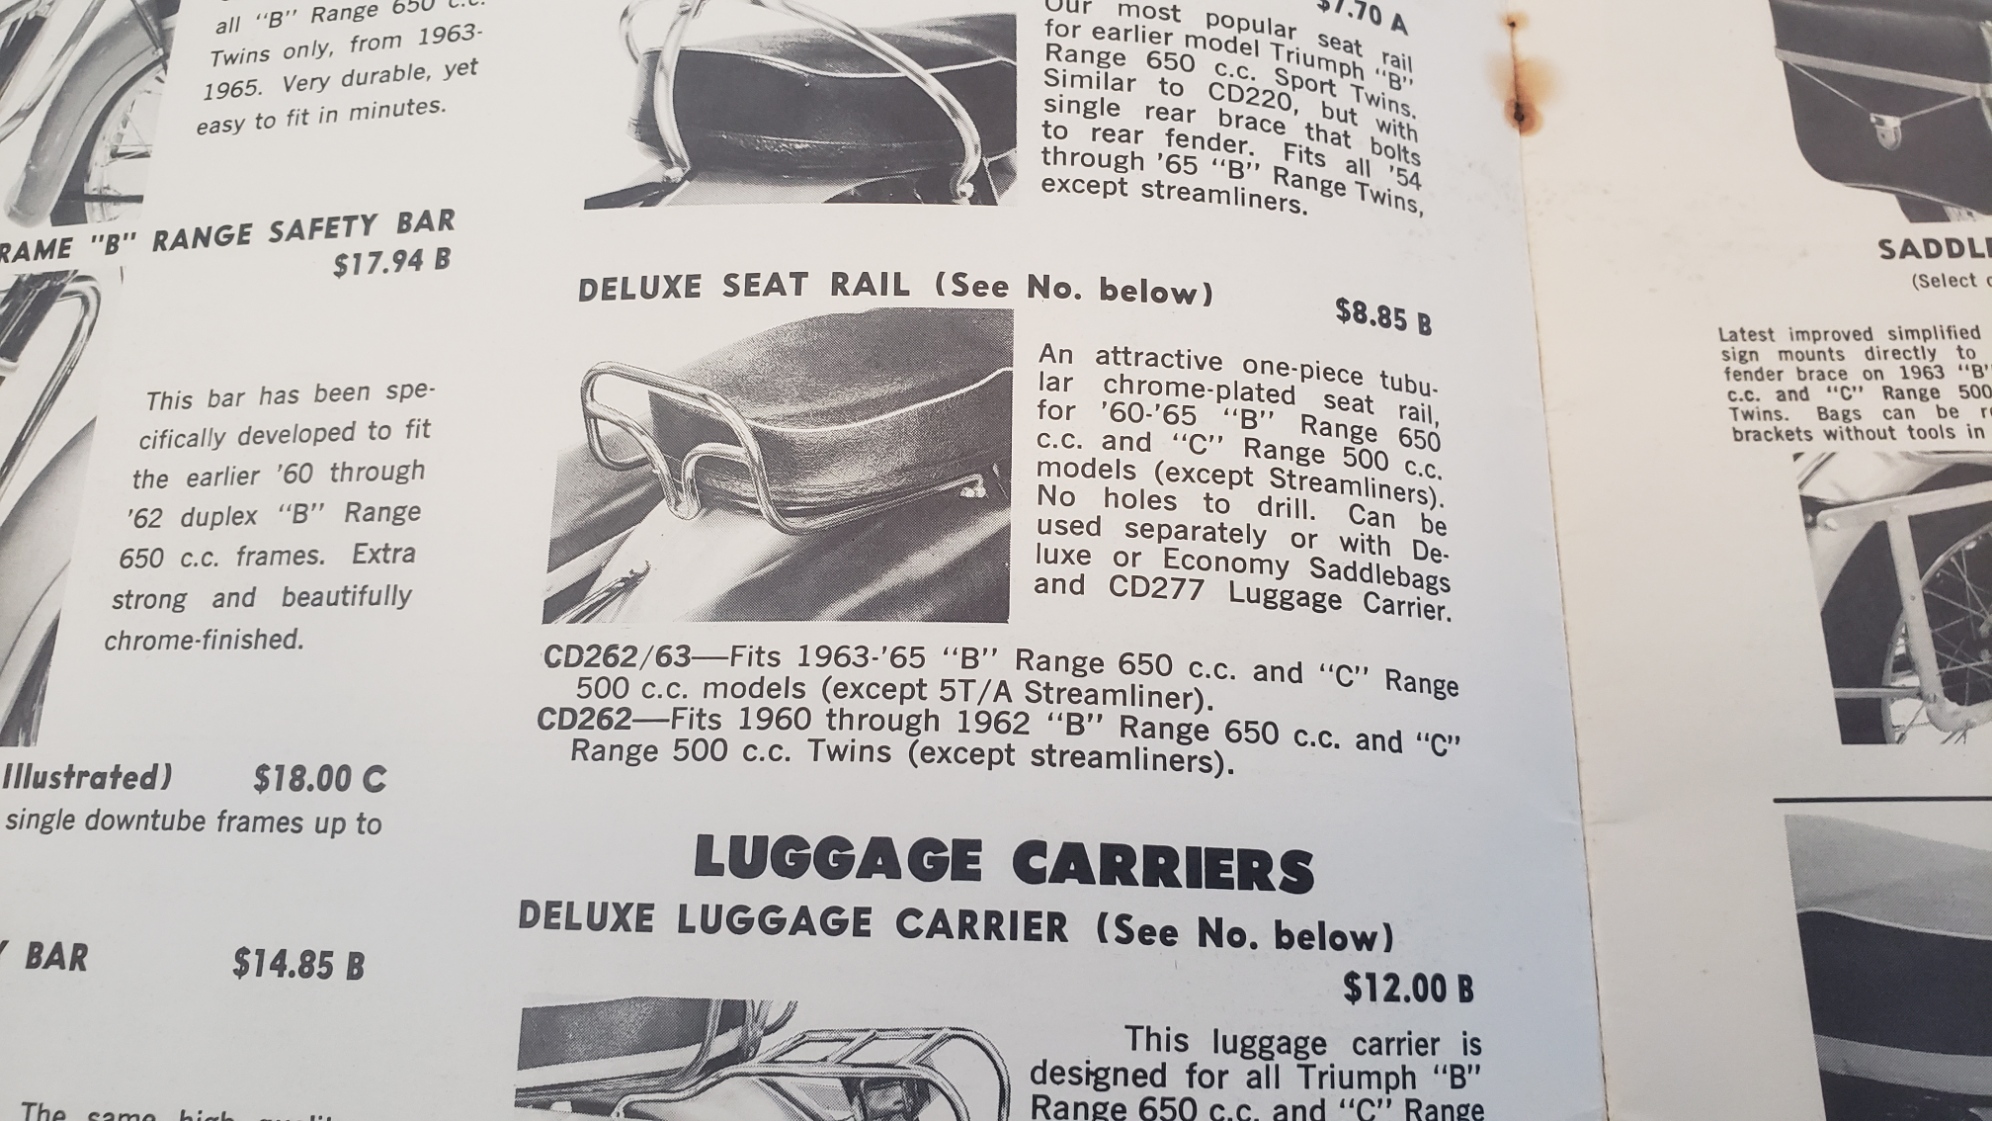 all “B” Range 650 c.c.
Twins only, from 1963-
1965. Very durable, yet
easy to fit in minutes.
RAME "B" RANGE SAFETY BAR
$17.94 B
This bar has been spe-
cifically developed to fit
the earlier ’60 through
’62 duplex “B” Range
650 c.c. frames. Extra
strong and beautifully
chrome-finished.
Illustrated) $18.00 C
single downtube frames up to
BAR $14.85 B
The same high
$7.70 A
Our most popular seat rail
for earlier model Triumph “B”
Range 650 c.c. Sport Twins.
Similar to CD220, but with
single rear brace that bolts
to rear fender. Fits all ’54
through ’65 “B” Range Twins,
except streamliners.
DELUXE SEAT RAIL (See No. below)
$8.85 B
An attractive one-piece tubu-
lar chrome-plated seat rail,
for ’60-’65 “B” Range 650
c.c. and “C” Range 500 c.c.
models (except Streamliners).
No holes to drill. Can be
used separately or with De-
luxe or Economy Saddlebags
and CD277 Luggage Carrier.
CD262/63—Fits 1963-’65 “B” Range 650 c.c. and “C” Range
500 c.c. models (except 5T/A Streamliner).
CD262—Fits 1960 through 1962 “B” Range 650 c.c. and “C”
Range 500 c.c. Twins (except streamliners).
LUGGAGE CARRIERS
DELUXE LUGGAGE CARRIER (See No. below)
$12.00 B
This luggage carrier is
designed for all Triumph “B”
Range 650 c.c. and “C” Range
SADDLE
(Select
Latest improved simplified
sign mounts directly to
fender brace on 1963 “B”
c.c. and “C” Range 500
Twins. Bags can be
brackets without tools in